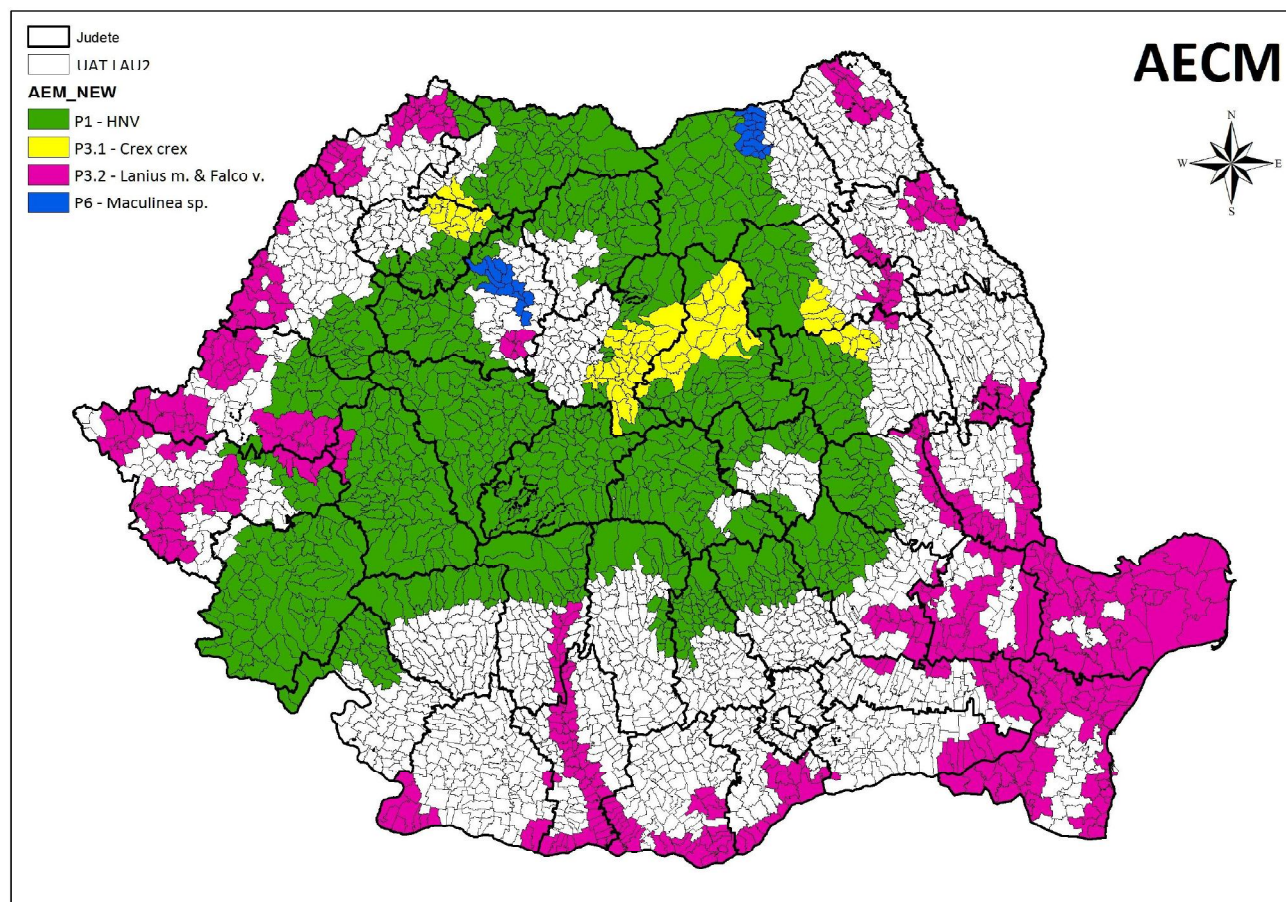 Judete
UAT LAU2
AEM_NEW
P1 - HNV
P3.1 - Crex crex
P3.2 - Lanius m. & Falco v.
P6 - Maculinea sp.
AECM
N
W E
S